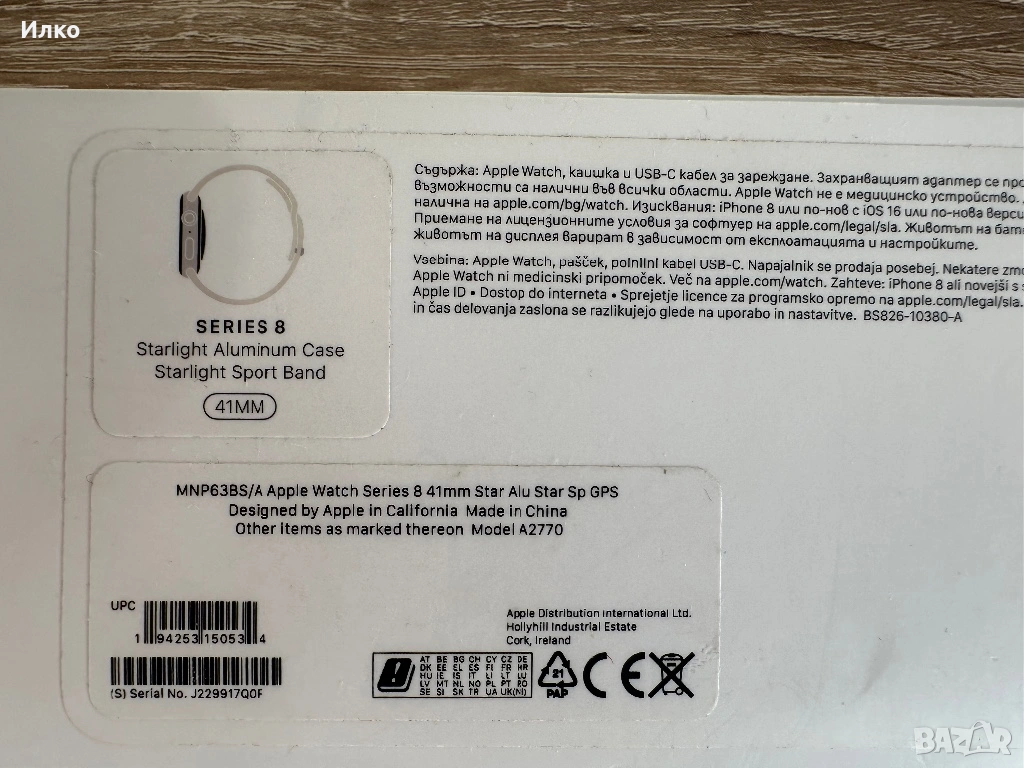 Илко
Съдържа: Apple Watch, каишка и USB-C кабел за зареждане. Захранващият адаптер се
възможности са налични във всички области. Apple Watch не е медицинско устройство.
налична на apple.com/bg/watch. Изисквания: iPhone 8 или по-нов с iOS 16 или по-нова
Приемане на лицензионните условия за софтуер на apple.com/legal/sla. Животът на
животът на дисплея варират в зависимост от експлоатацията и настройките.
Vsebina: Apple Watch, pašček, polnilni kabel USB-C. Napajalnik se prodaja posebej. Nekatere
Apple Watch ni medicinski pripomoček. Več na apple.com/watch. Zahteve: iPhone 8 ali novejši s
Apple ID • Dostop do interneta • Sprejetje licence za programsko opremo na apple.com/legal/sla.
in čas delovanja zaslona se razlikujejo glede na uporabo in nastavitve. BS826-10380-A
SERIES 8
Starlight Aluminum Case
Starlight Sport Band
41MM
MNP63BS/A Apple Watch Series 8 41mm Star Alu Star Sp GPS
Designed by Apple in California Made in China
Other items as marked thereon Model A2770
UPC
1 94253 15053 4
(S) Serial No. J229917Q0F
Apple Distribution International Ltd.
Hollyhill Industrial Estate
Cork, Ireland
AT BE BG CH CY CZ DE
DK EE EL ES FI FR HR
HU IE IS IT LI LT LU
LV MT NL NO PL PT RO
SE SI SK TR UA UK(NI)
21
PAP
CE
BAZAR